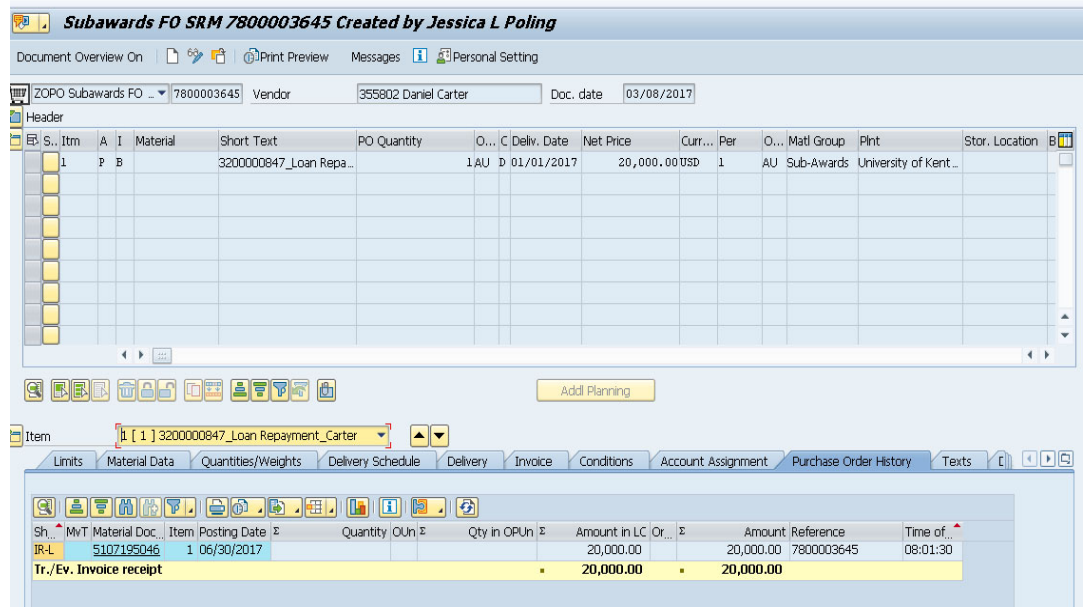 Subawards FO SRM 7800003645 Created by Jessica L Poling
Document Overview On Print Preview Messages Personal Setting
ZOPO Subawards FO ... 7800003645 Vendor 355802 Daniel Carter Doc. date 03/08/2017
Header
S.. Itm A I Material Short Text PO Quantity O... C Deliv. Date Net Price Curr... Per O... Matl Group Plnt Stor. Location B
1 P B 3200000847_Loan Repa... 1 AU D 01/01/2017 20,000.00 USD 1 AU Sub-Awards University of Kent...
Addl Planning
Item 1 [ 1 ] 3200000847_Loan Repayment_Carter
Limits Material Data Quantities/Weights Delivery Schedule Delivery Invoice Conditions Account Assignment Purchase Order History Texts
Sh... MvT Material Doc... Item Posting Date Σ Quantity OUn Σ Qty in OPUn Σ Amount in LC Or... Σ Amount Reference Time of...
IR-L 5107195046 1 06/30/2017 20,000.00 20,000.00 7800003645 08:01:30
Tr./Ev. Invoice receipt 20,000.00 20,000.00